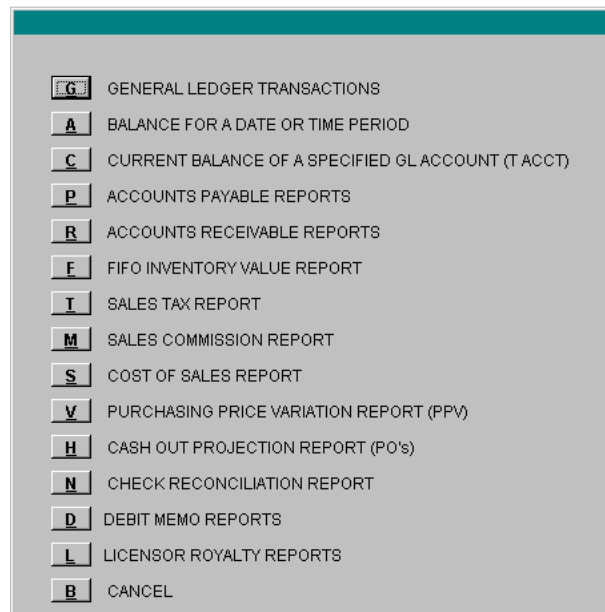 G GENERAL LEDGER TRANSACTIONS
A BALANCE FOR A DATE OR TIME PERIOD
C CURRENT BALANCE OF A SPECIFIED GL ACCOUNT (T ACCT)
P ACCOUNTS PAYABLE REPORTS
R ACCOUNTS RECEIVABLE REPORTS
F FIFO INVENTORY VALUE REPORT
T SALES TAX REPORT
M SALES COMMISSION REPORT
S COST OF SALES REPORT
V PURCHASING PRICE VARIATION REPORT (PPV)
H CASH OUT PROJECTION REPORT (PO's)
N CHECK RECONCILIATION REPORT
D DEBIT MEMO REPORTS
L LICENSOR ROYALTY REPORTS
B CANCEL